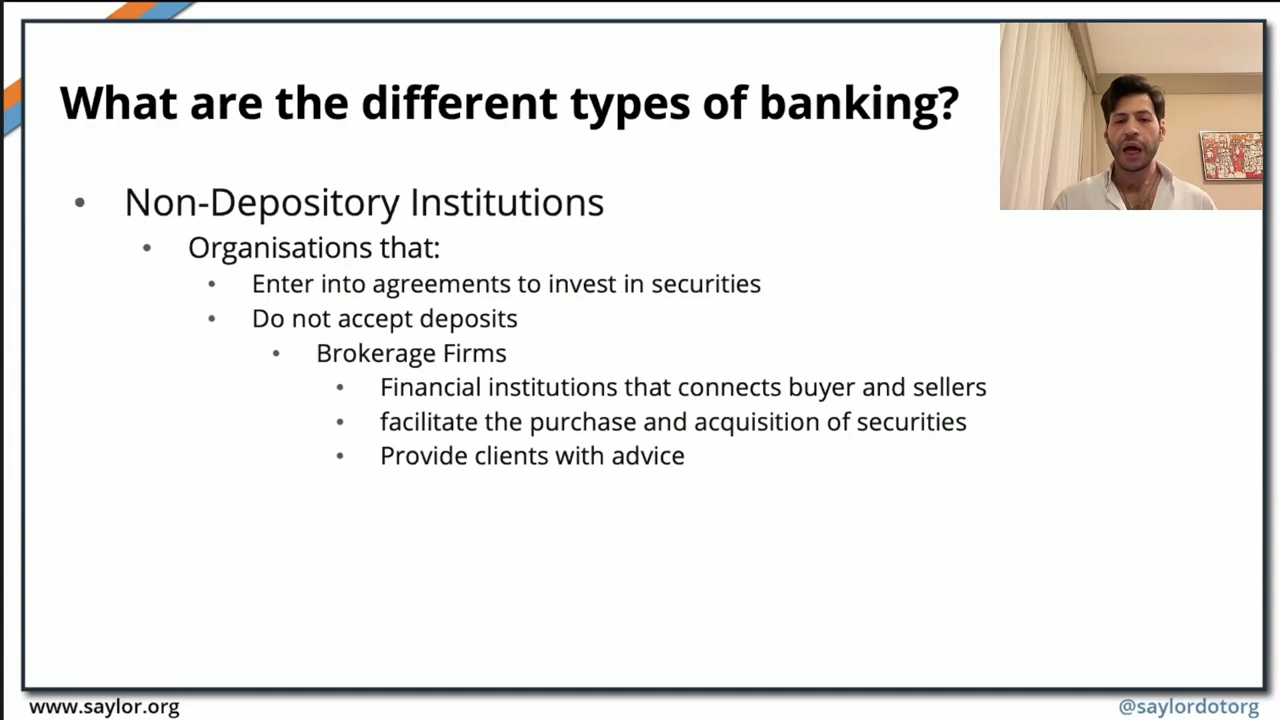 What are the different types of banking?
• Non-Depository Institutions
• Organisations that:
• Enter into agreements to invest in securities
• Do not accept deposits
• Brokerage Firms
• Financial institutions that connects buyer and sellers
• facilitate the purchase and acquisition of securities
• Provide clients with advice
www.saylor.org
@saylordotorg